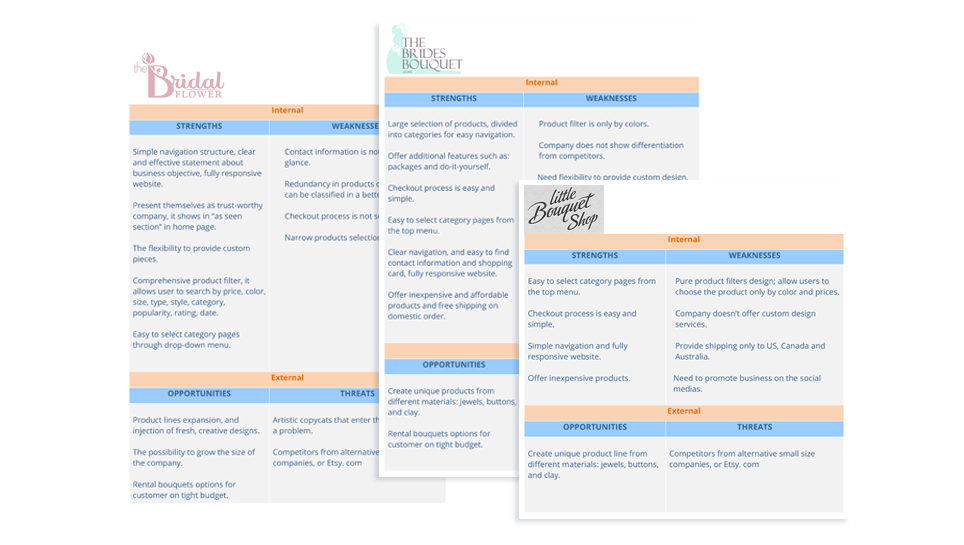 the
Bridal
FLOWER
Internal
STRENGTHS
WEAKNESSE
Simple navigation structure, clear
and effective statement about
business objective, fully responsive
website.
Present themselves as trust-worthy
company, it shows in “as seen
section” in home page.
The flexibility to provide custom
pieces.
Comprehensive product filter, it
allows user to search by price, color,
size, type, style, category,
popularity, rating, date.
Easy to select category pages
through drop-down menu.
Contact information is not
glance.
Redundancy in products
can be classified in a
Checkout process is not
Narrow products selection
External
OPPORTUNITIES
THREATS
Product lines expansion, and
injection of fresh, creative designs.
The possibility to grow the size of
the company.
Rental bouquets options for
customer on tight budget.
Artistic copycats that enter
a problem.
Competitors from alternative
companies, or Etsy. com
THE
BRIDES
BOUQUET
Internal
STRENGTHS
WEAKNESSES
Large selection of products, divided
into categories for easy navigation.
Offer additional features such as:
packages and do-it-yourself.
Checkout process is easy and
simple.
Easy to select category pages from
the top menu.
Clear navigation, and easy to find
contact information and shopping
card, fully responsive website.
Offer inexpensive and affordable
products and free shipping on
domestic order.
Product filter is only by colors.
Company does not show differentiation
from competitors.
Need flexibility to provide custom design.
OPPORTUNITIES
Create unique products from
different materials: jewels, buttons,
and clay.
Rental bouquets options for
customer on tight budget.
little
Bouquet
Shop
Internal
STRENGTHS
WEAKNESSES
Easy to select category pages from
the top menu.
Checkout process is easy and
simple.
Simple navigation and fully
responsive website.
Offer inexpensive products.
Pure product filters design; allow users to
choose the product only by color and prices.
Company doesn’t offer custom design
services.
Provide shipping only to US, Canada and
Australia.
Need to promote business on the social
medias.
External
OPPORTUNITIES
THREATS
Create unique product line from
different materials: jewels, buttons,
and clay.
Competitors from alternative small size
companies, or Etsy. com